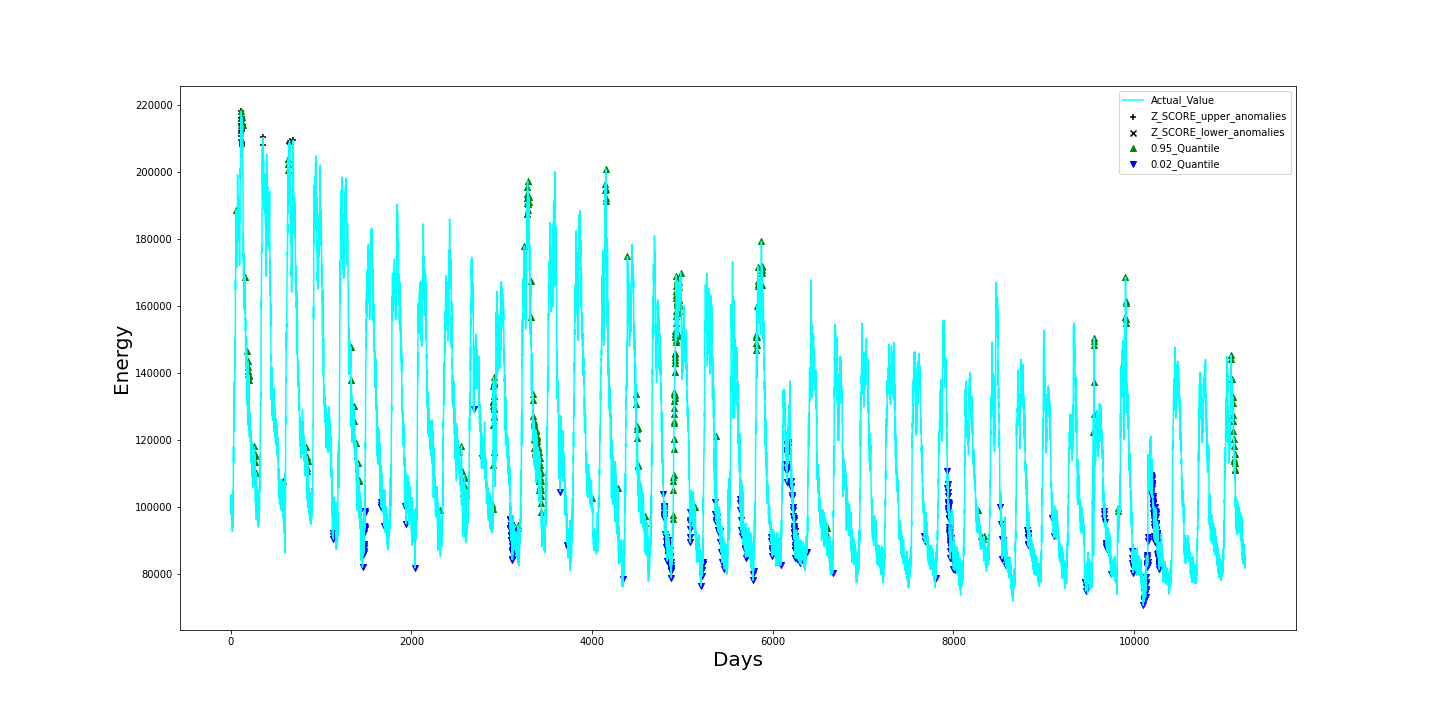 220000
200000
180000
160000
140000
120000
100000
80000
Energy
0
2000
4000
6000
8000
10000
Days
Actual_Value
Z_SCORE_upper_anomalies
Z_SCORE_lower_anomalies
0.95_Quantile
0.02_Quantile